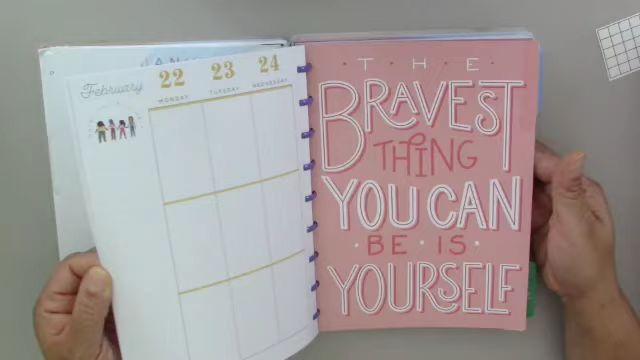 February
22 23 24
MONDAY TUESDAY WEDNESDAY
THE
BRAVEST
THING
YOU CAN
BE IS
YOURSELF